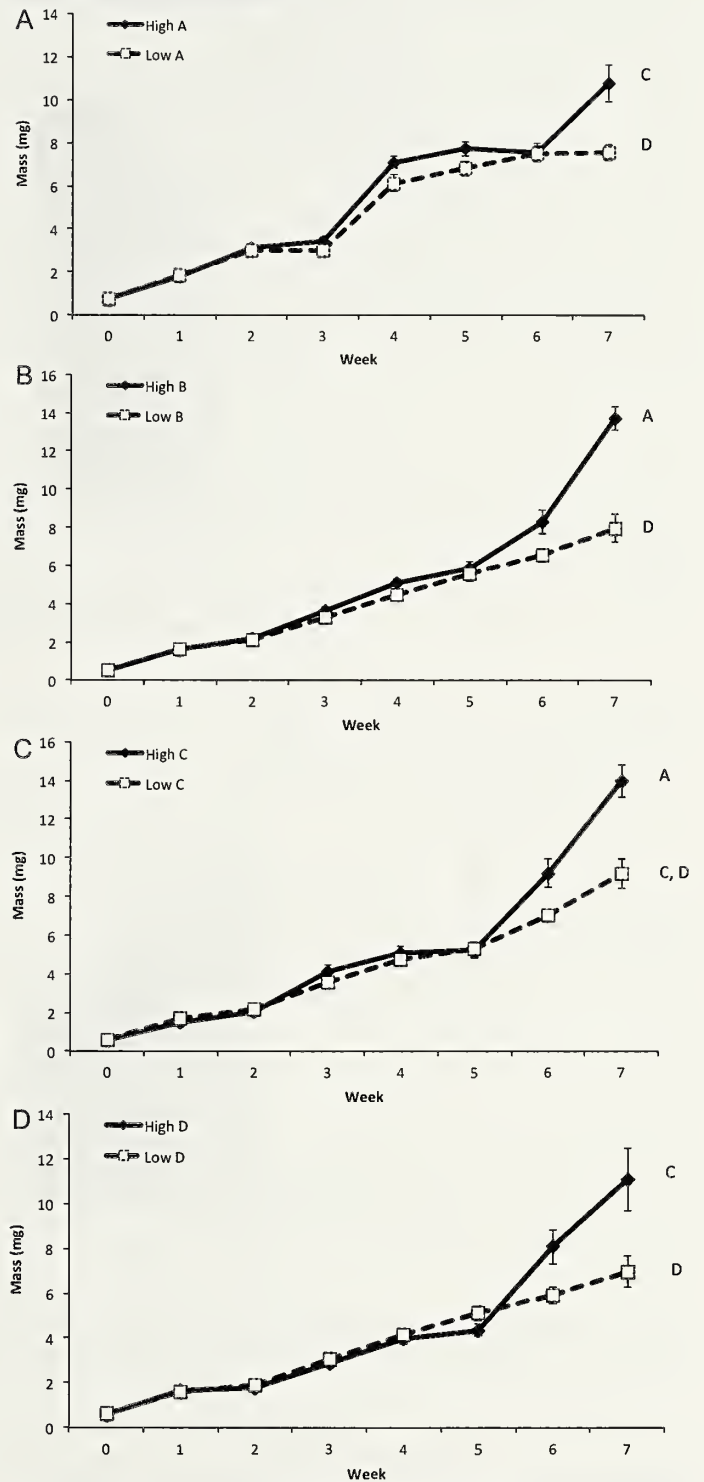 A
14
High A
Low A
12
10
8
6
4
2
0
Mass (mg)
C
D
0 1 2 3 4 5 6 7
Week
B
16
High B
Low B
14
12
10
8
6
4
2
0
Mass (mg)
A
D
0 1 2 3 4 5 6 7
Week
C
16
High C
Low C
14
12
10
8
6
4
2
0
Mass (mg)
A
C, D
0 1 2 3 4 5 6 7
Week
D
14
High D
Low D
12
10
8
6
4
2
0
Mass (mg)
C
D
0 1 2 3 4 5 6 7
Week